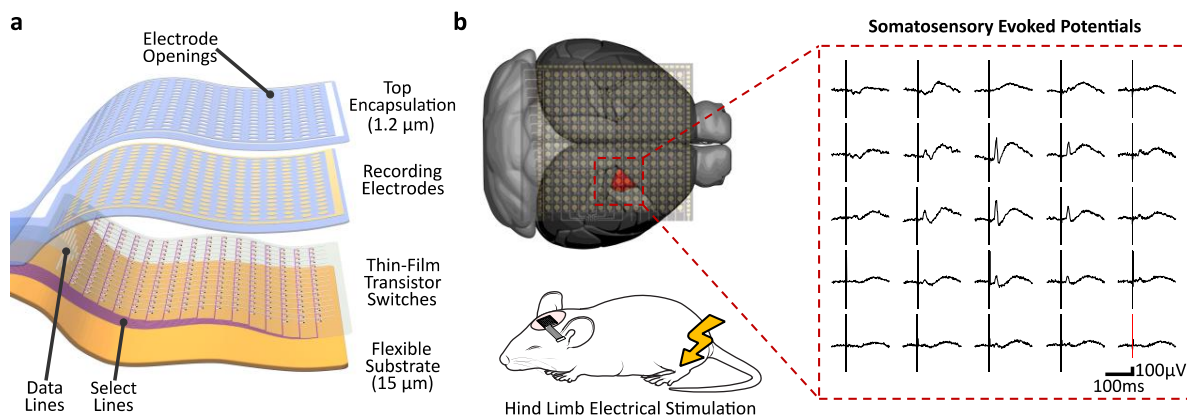 a
Electrode
Openings
Top
Encapsulation
(1.2 µm)
Recording
Electrodes
Thin-Film
Transistor
Switches
Flexible
Substrate
(15 µm)
Data
Lines
Select
Lines
b
Hind Limb Electrical Stimulation
Somatosensory Evoked Potentials
100µV
100ms